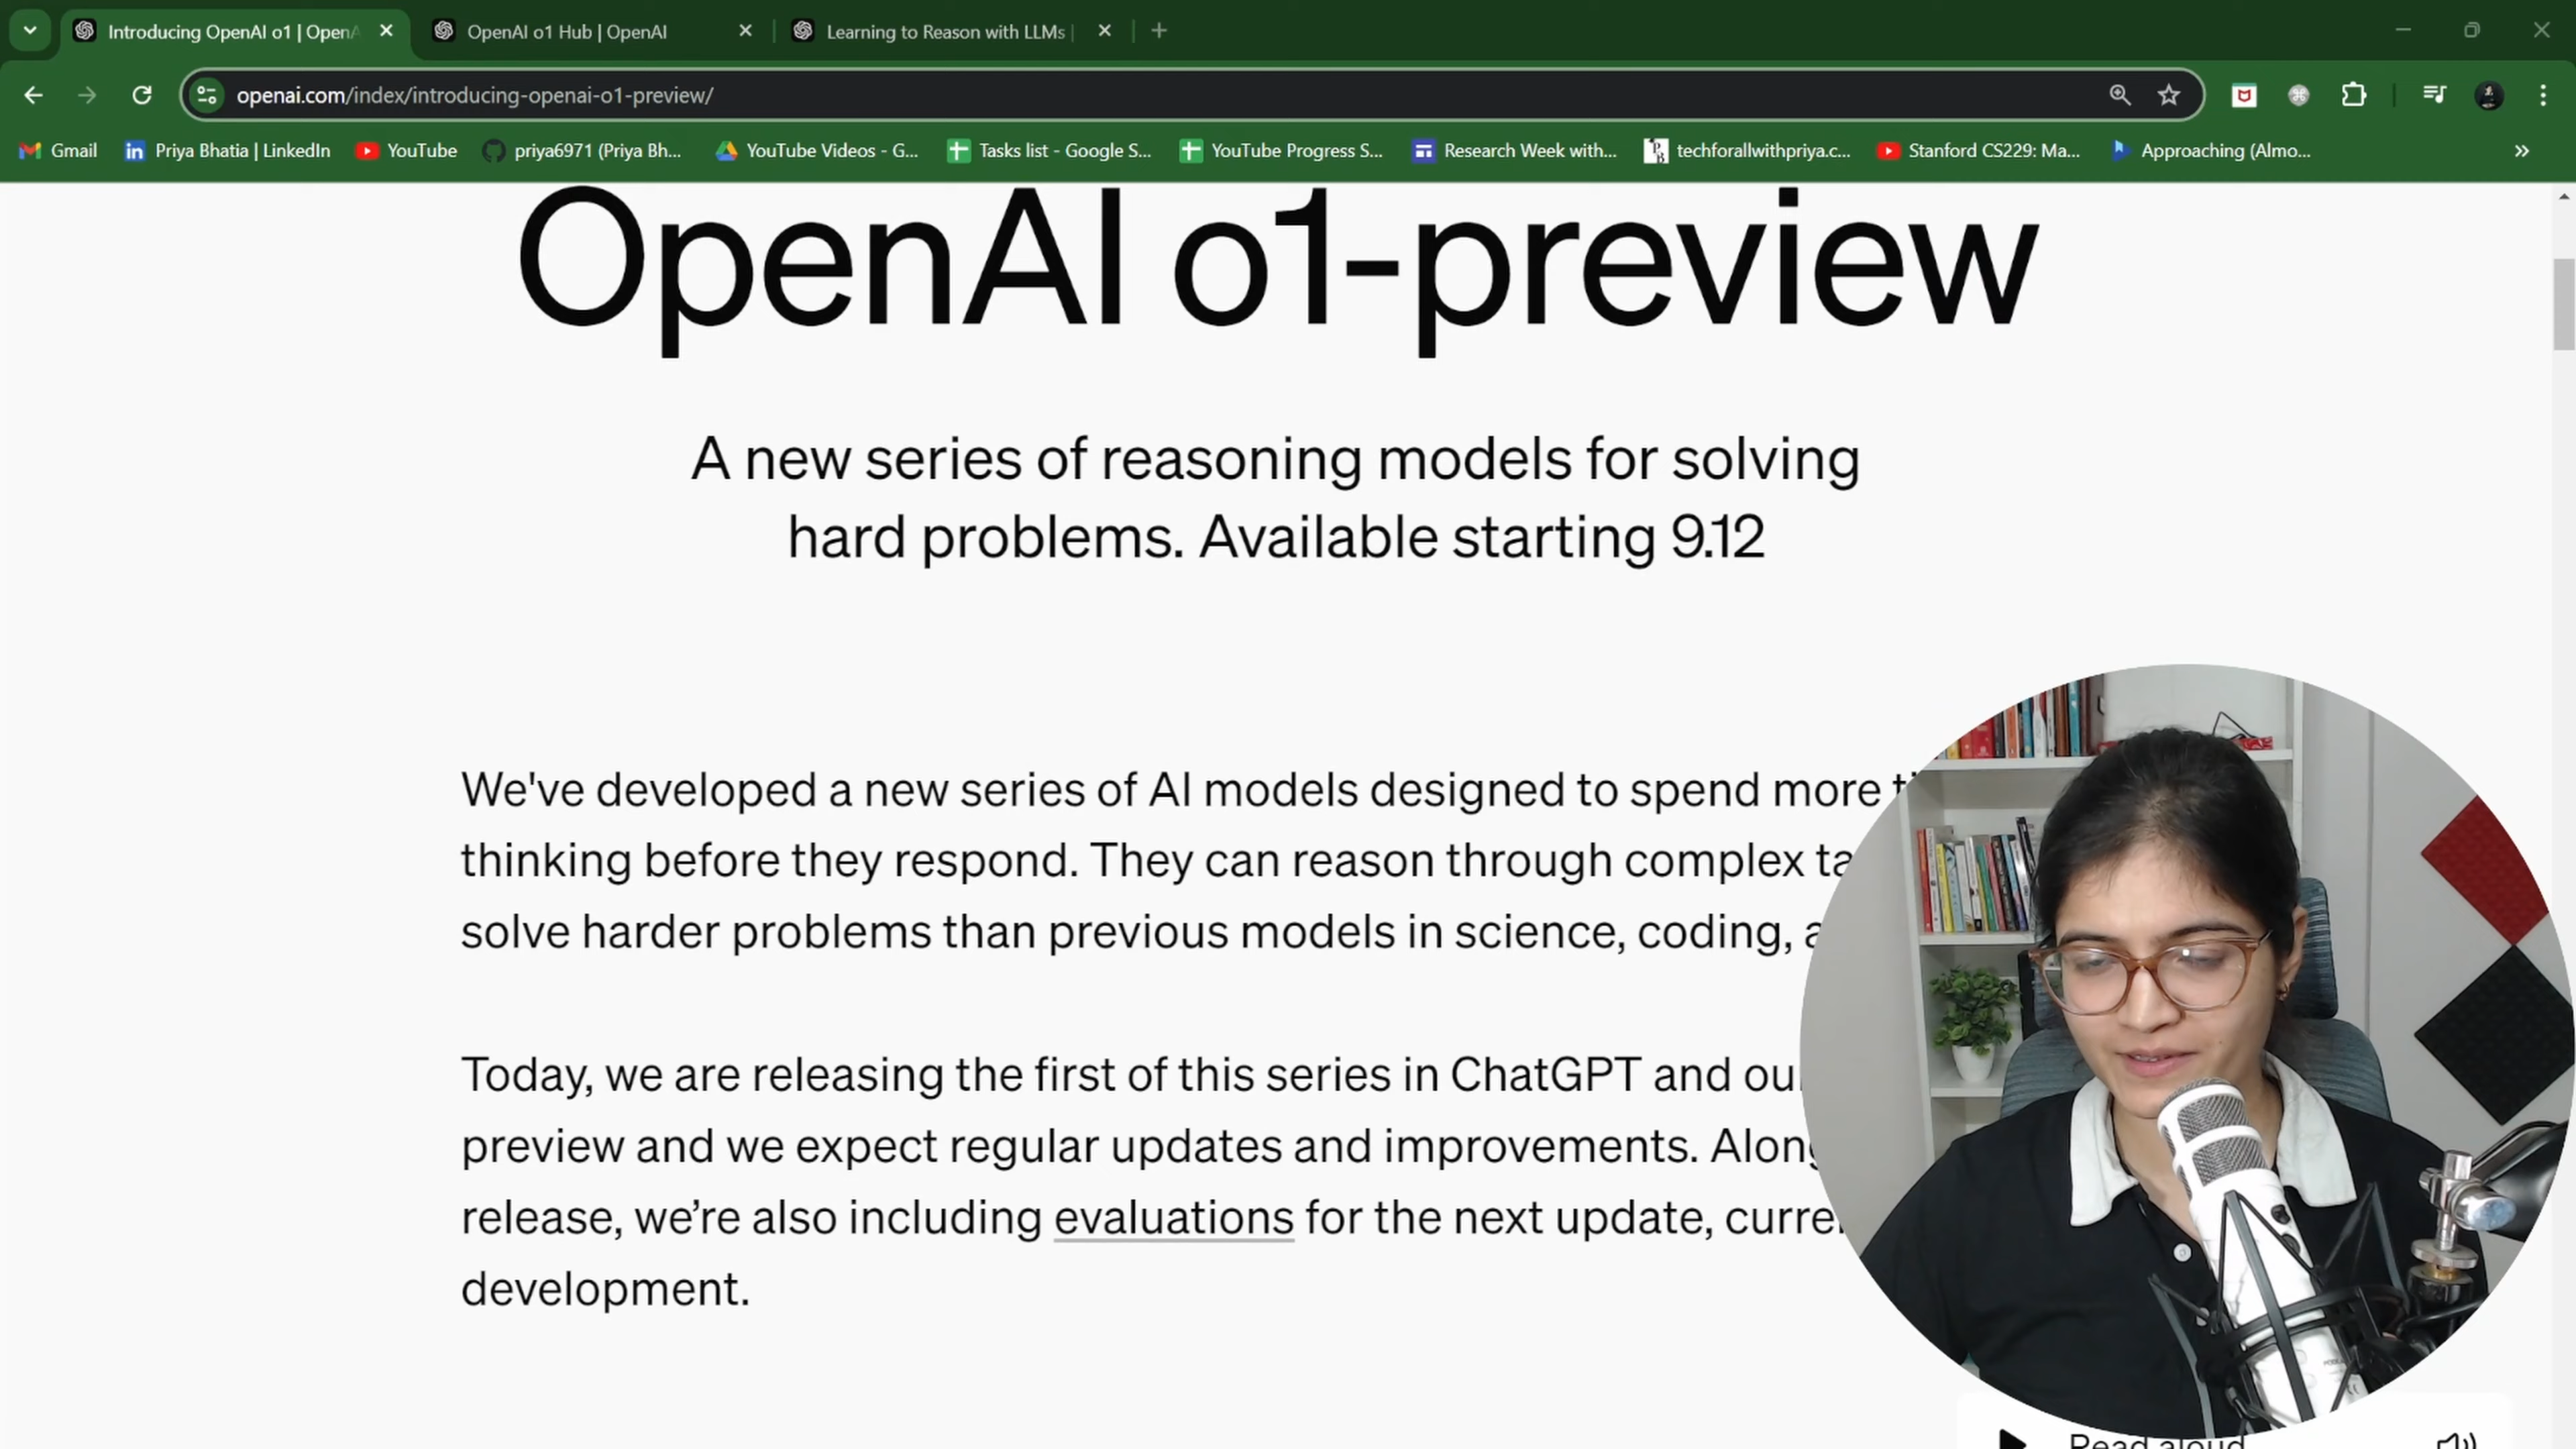 Introducing OpenAI o1 | OpenA
OpenAI o1 Hub | OpenAI
Learning to Reason with LLMs |
openai.com/index/introducing-openai-o1-preview/
Gmail
Priya Bhatia | LinkedIn
YouTube
priya6971 (Priya Bh...
YouTube Videos - G...
Tasks list - Google S...
YouTube Progress S...
Research Week with...
techforallwithpriya.c...
Stanford CS229: Ma...
Approaching (Almo...
OpenAI o1-preview
A new series of reasoning models for solving
hard problems. Available starting 9.12
We've developed a new series of AI models designed to spend more
thinking before they respond. They can reason through complex
solve harder problems than previous models in science, coding,
Today, we are releasing the first of this series in ChatGPT and
preview and we expect regular updates and improvements.
release, we’re also including evaluations for the next update,
development.
Read aloud